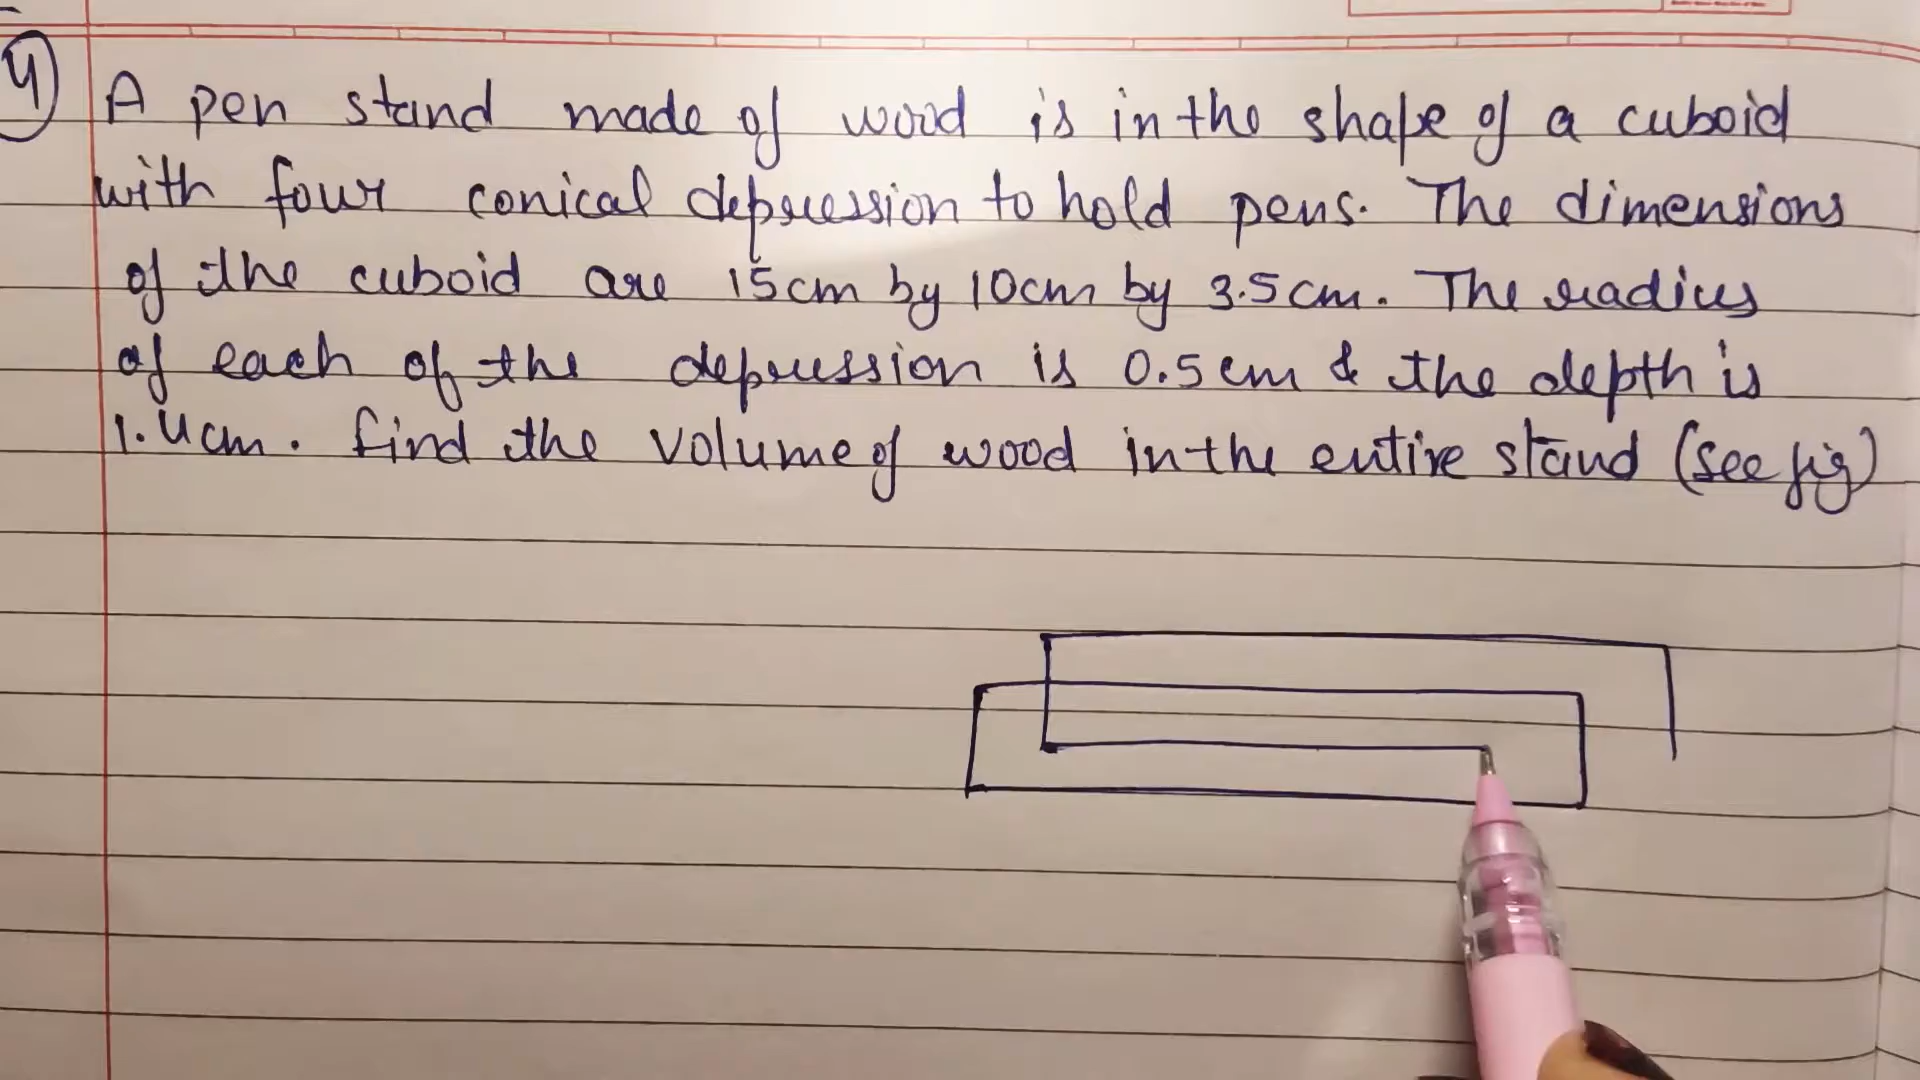 4
A pen stand made of wood is in the shape of a cuboid
with four conical depression to hold pens. The dimensions
of the cuboid are 15cm by 10cm by 3.5cm. The radius
of each of the depression is 0.5cm & the depth is
1.4cm. find the volume of wood in the entire stand (See fig)